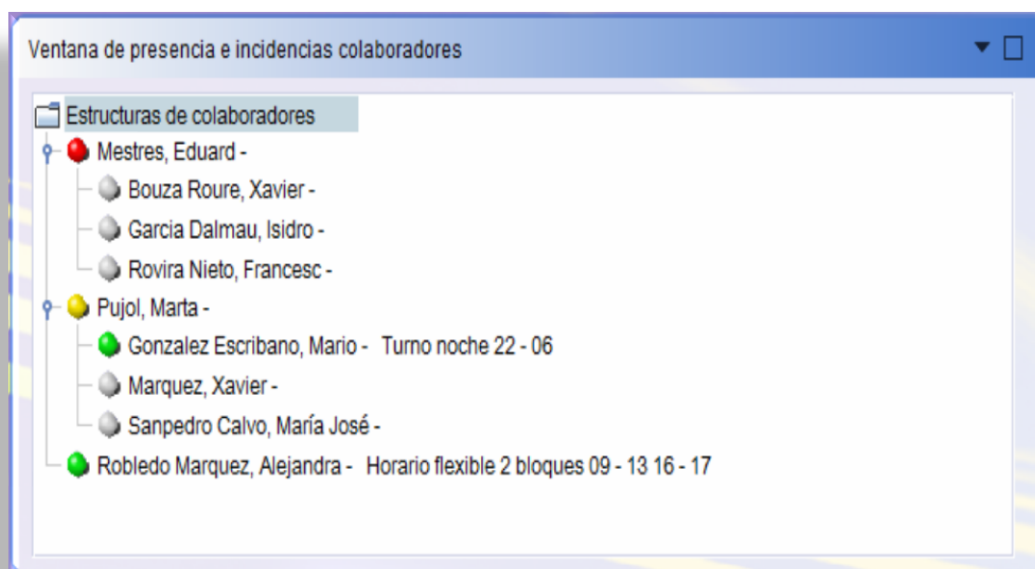 Ventana de presencia e incidencias colaboradores
Estructuras de colaboradores
Mestres, Eduard -
Bouza Roure, Xavier -
Garcia Dalmau, Isidro -
Rovira Nieto, Francesc -
Pujol, Marta -
Gonzalez Escribano, Mario - Turno noche 22 - 06
Marquez, Xavier -
Sanpedro Calvo, María José -
Robledo Marquez, Alejandra - Horario flexible 2 bloques 09 - 13 16 - 17